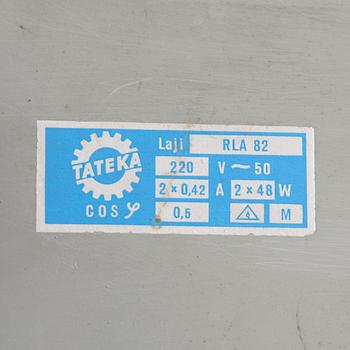 Laji RLA 82
TATEKA
220 V ~ 50
2 × 0,42 A 2 × 48 W
COS φ 0,5 M